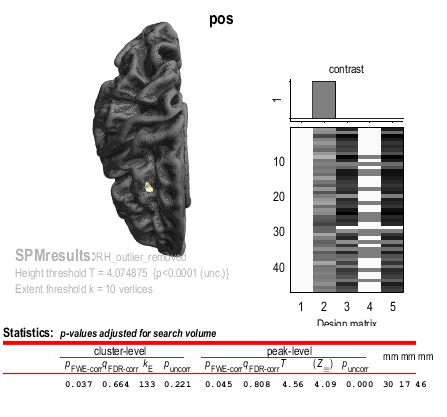 pos
contrast
1
10
20
30
40
1 2 3 4 5
Design matrix
SPMresults: /RH_outlier_removed
Height threshold T = 4.074875 {p<0.0001 (unc.)}
Extent threshold k = 10 vertices
Statistics: p-values adjusted for search volume
cluster-level peak-level mm mm mm
pFWE-corr qFDR-corr kE puncorr pFWE-corr qFDR-corr T (Z≡) puncorr
0.037 0.664 133 0.221 0.045 0.808 4.56 4.09 0.000 30 17 46